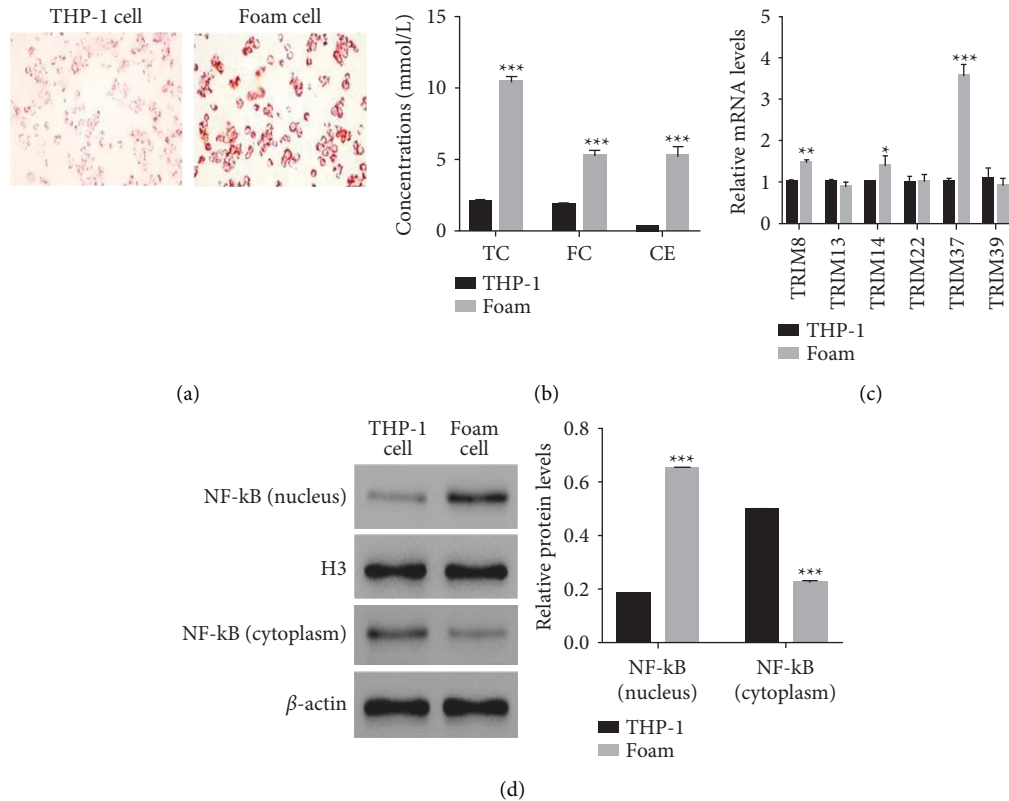 THP-1 cell
Foam cell
(a)
Concentrations (mmol/L)
15
10
5
0
***
***
***
TC
FC
CE
THP-1
Foam
(b)
Relative mRNA levels
5
4
3
2
1
0
**
*
***
TRIM8
TRIM13
TRIM14
TRIM22
TRIM37
TRIM39
THP-1
Foam
(c)
THP-1
cell
Foam
cell
NF-kB (nucleus)
H3
NF-kB (cytoplasm)
β-actin
Relative protein levels
0.8
0.6
0.4
0.2
0.0
***
***
NF-kB
(nucleus)
NF-kB
(cytoplasm)
THP-1
Foam
(d)